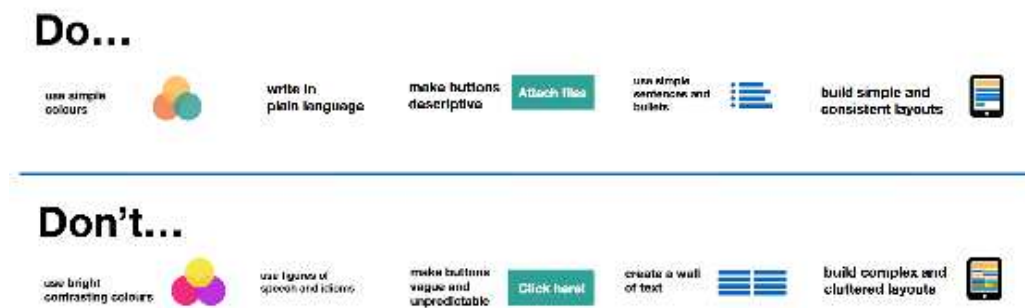 Do...
use simple
colours
write in
plain language
make buttons
descriptive
Attach files
use simple
sentences and
bullets
build simple and
consistent layouts
Don't...
use bright
contrasting colours
use figures of
speech and idioms
make buttons
vague and
unpredictable
Click here!
create a wall
of text
build complex and
cluttered layouts